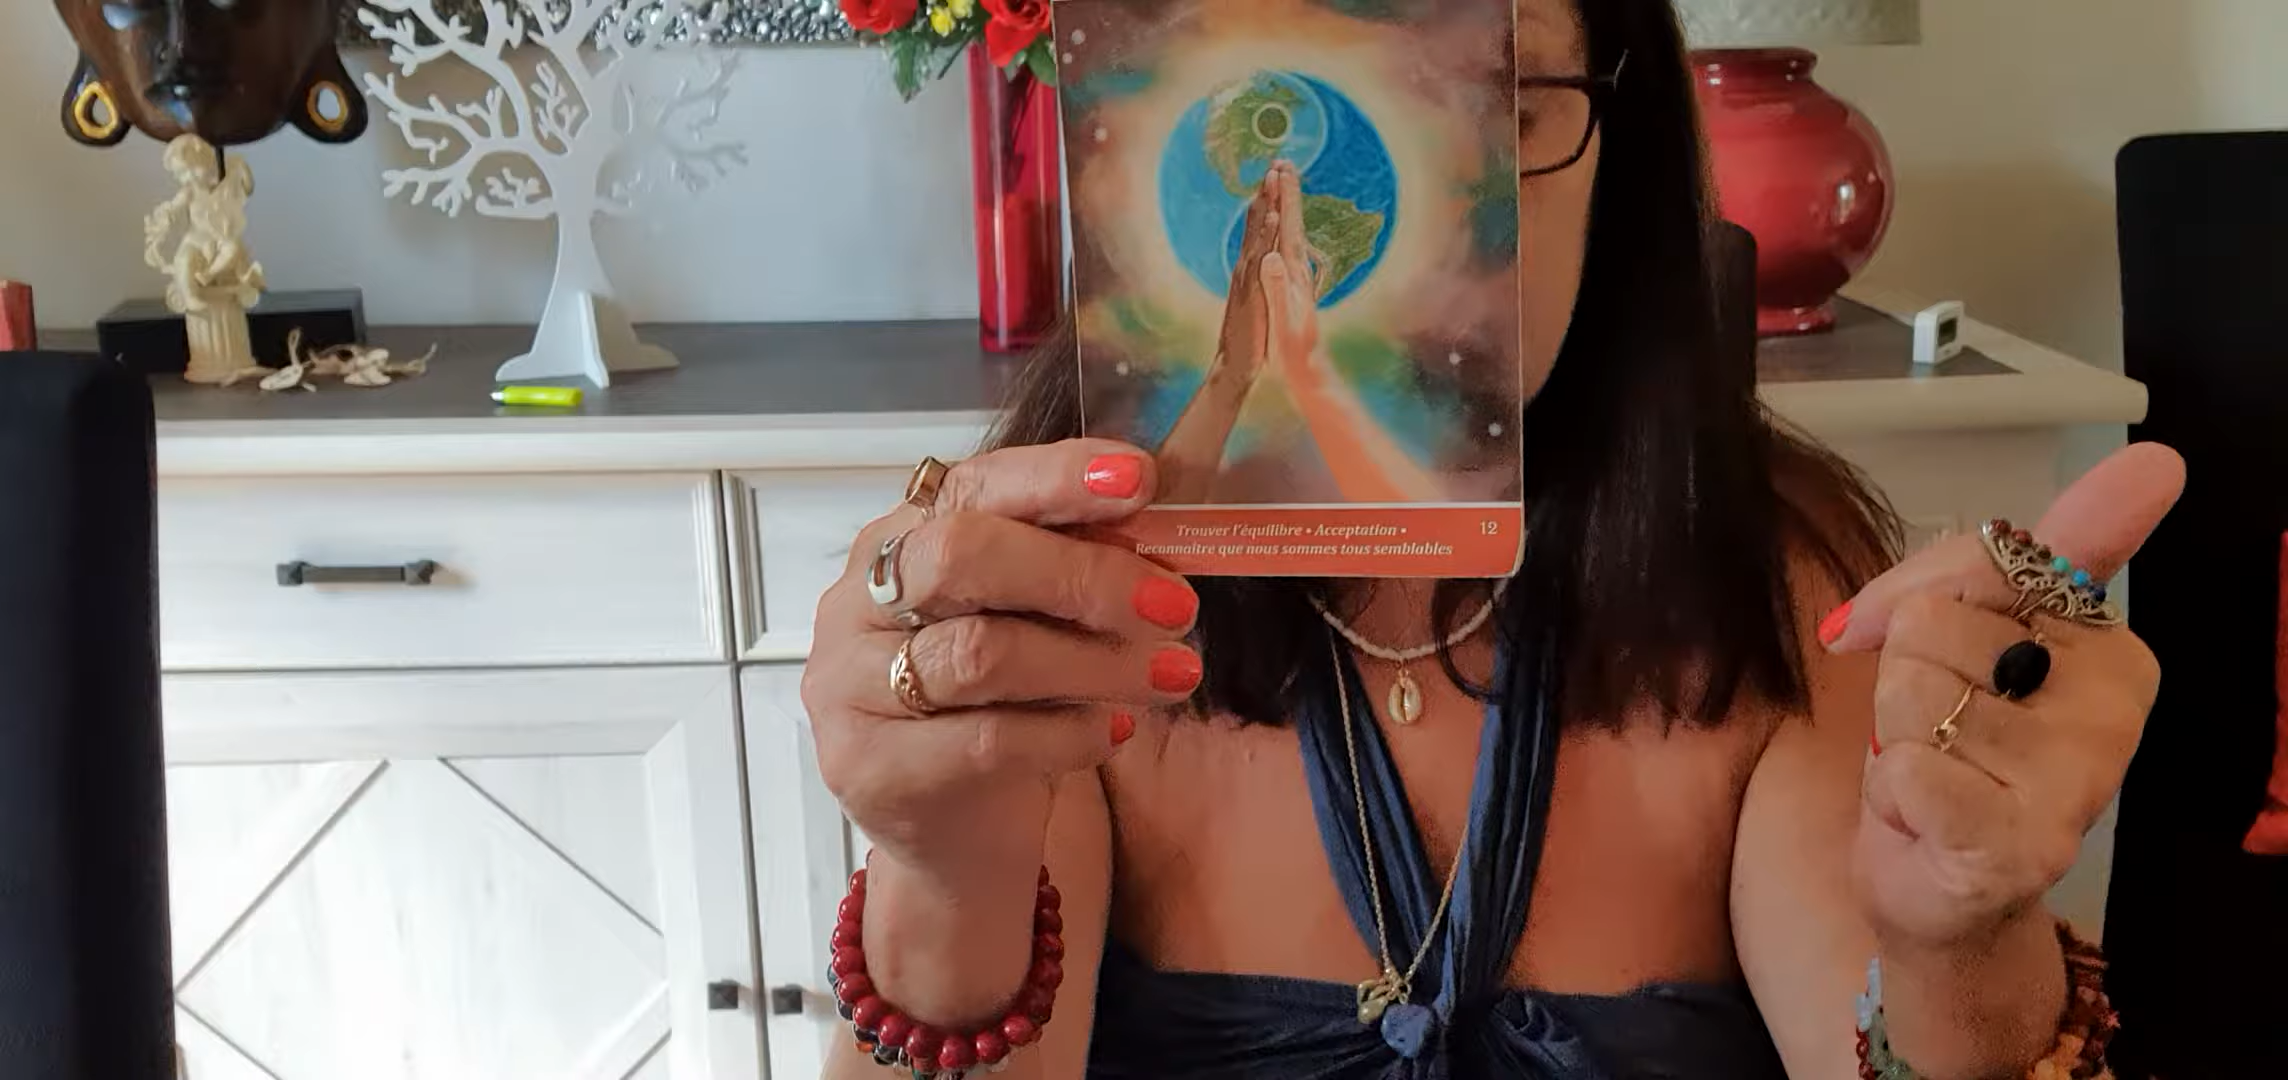 Trouver l'équilibre • Acceptation •
12
Reconnaître que nous sommes tous semblables